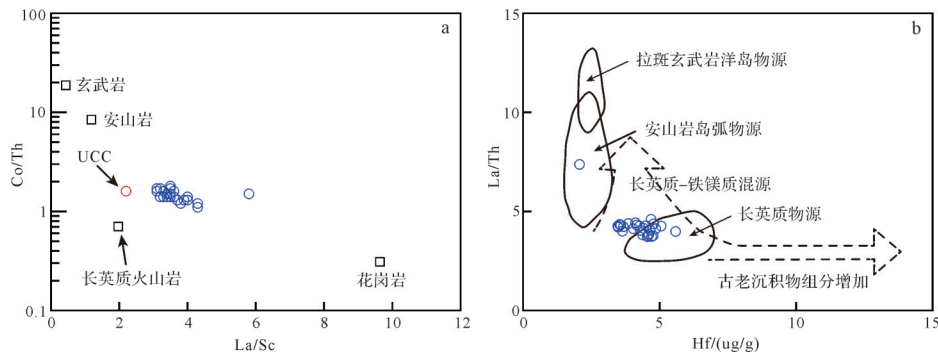 100
10
1
0.1
Co/Th
a
玄武岩
安山岩
UCC
长英质火山岩
花岗岩
0
2
4
6
8
10
12
La/Sc
15
10
5
0
La/Th
b
拉斑玄武岩洋岛物源
安山岩岛弧物源
长英质-铁镁质混源
长英质物源
古老沉积物组分增加
0
5
10
15
Hf/(ug/g)